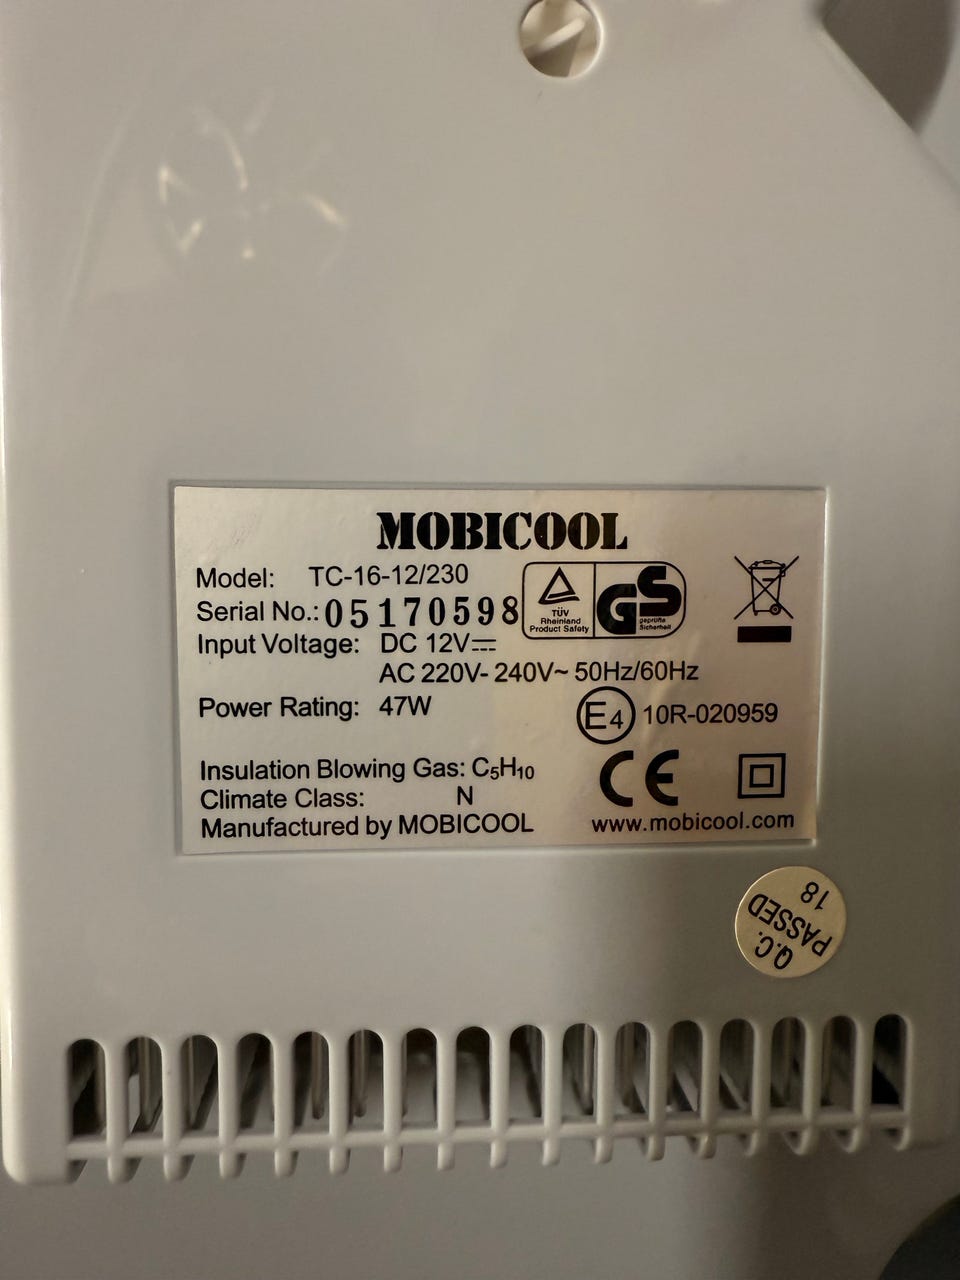 MOBICOOL
Model: TC-16-12/230
Serial No.: 05170598
TÜV
Rheinland
Product Safety
GS
geprüfte
Sicherheit
Input Voltage: DC 12V⎓
AC 220V- 240V~ 50Hz/60Hz
Power Rating: 47W
E4 10R-020959
Insulation Blowing Gas: C₅H₁₀
Climate Class: N
CE
Manufactured by MOBICOOL
www.mobicool.com
Q.C.
PASSED
18